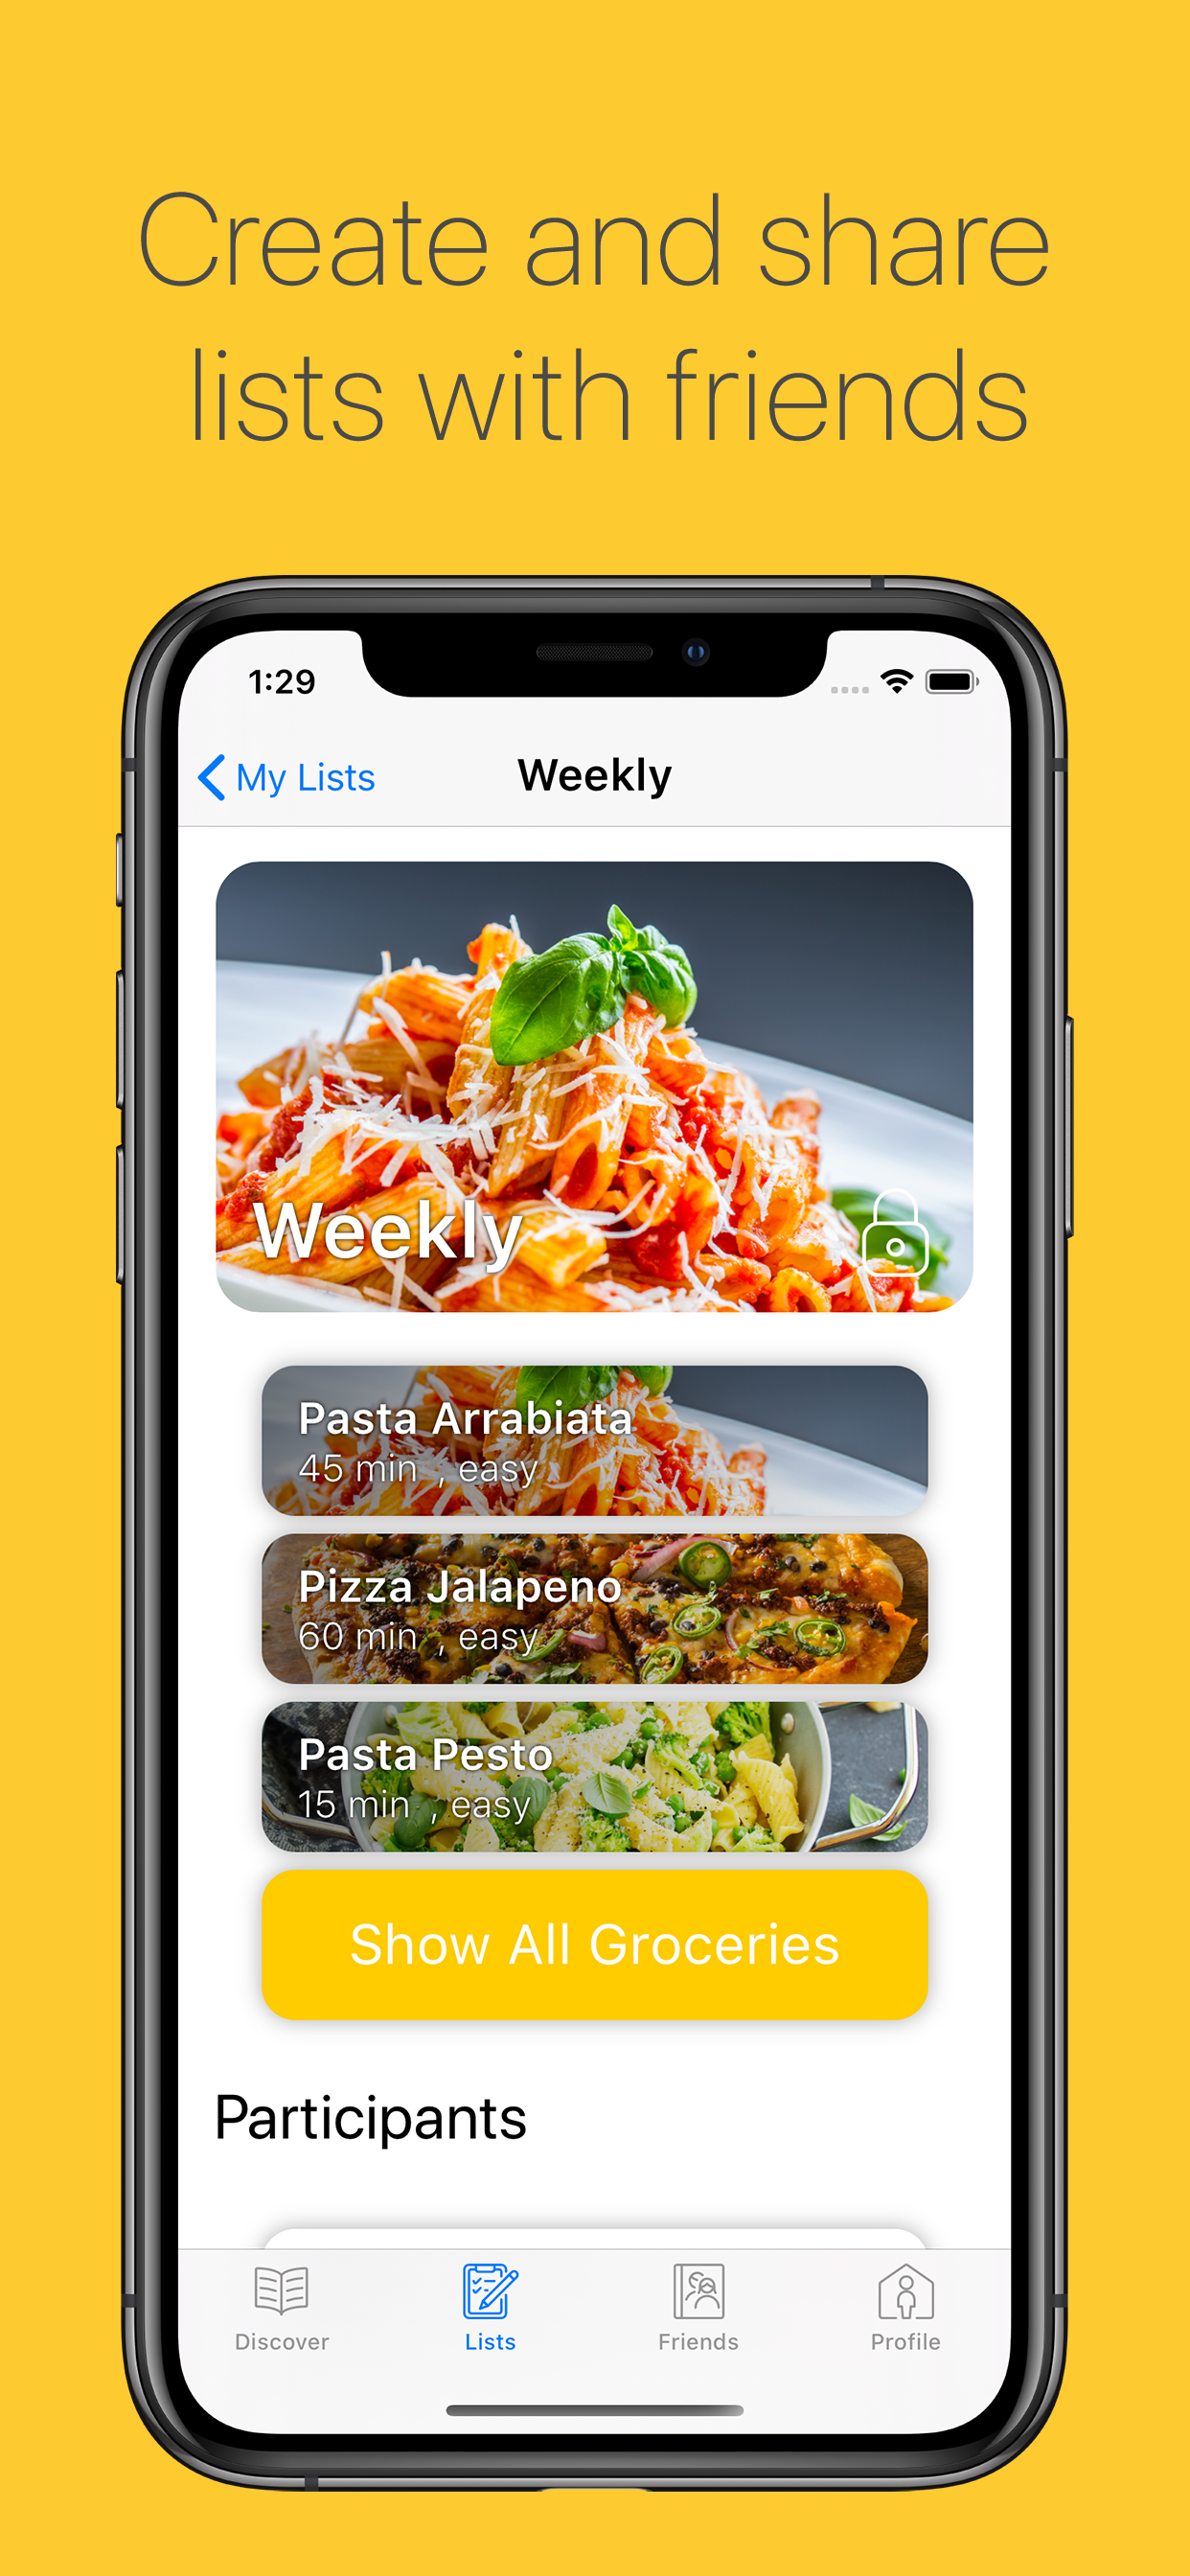 Create and share
lists with friends
1:29
My Lists
Weekly
Weekly
Pasta Arrabiata
45 min , easy
Pizza Jalapeno
60 min , easy
Pasta Pesto
15 min , easy
Show All Groceries
Participants
Discover
Lists
Friends
Profile